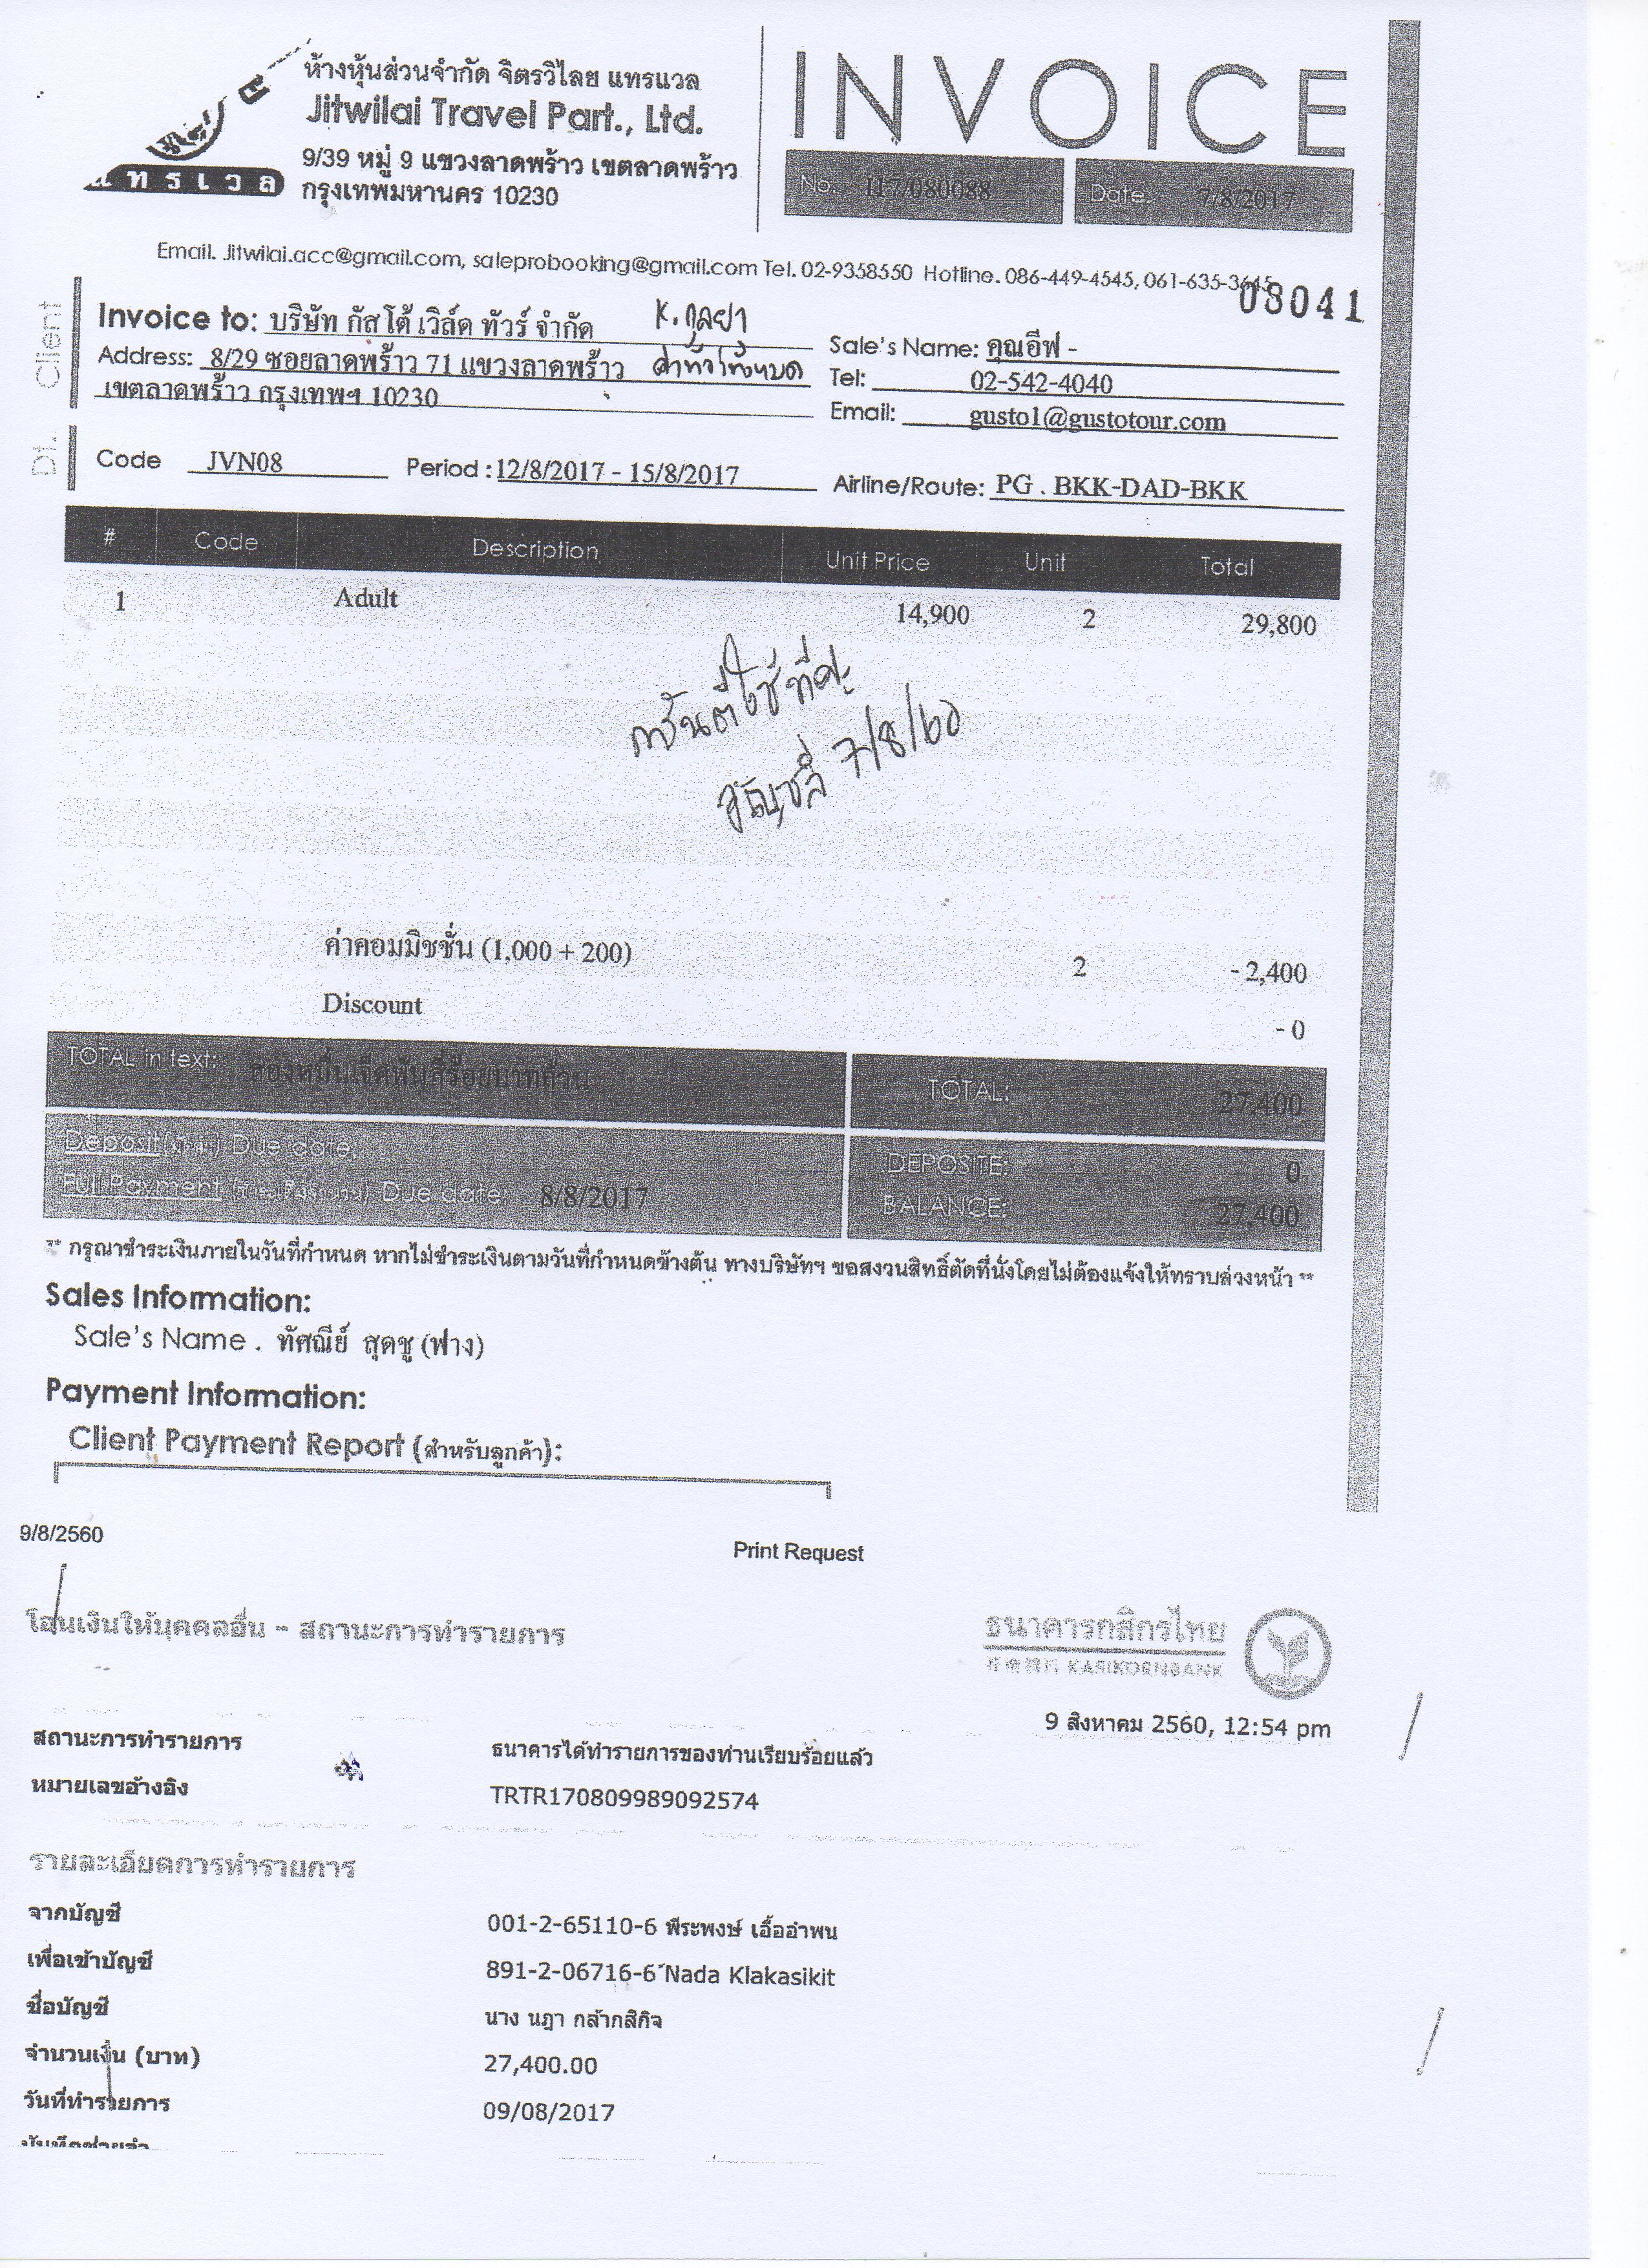 ห้างหุ้นส่วนจำกัด จิตรวิไลย แทรเวล
Jitwilai Travel Part., Ltd.
9/39 หมู่ 9 แขวงลาดพร้าว เขตลาดพร้าว
กรุงเทพมหานคร 10230
แทรเวล
INVOICE
No. 117/080088 Date. 7/8/2017
Email. Jitwilai.acc@gmail.com, saleprobooking@gmail.com Tel. 02-9358550 Hotline. 086-449-4545, 061-635-3645
08041
Client
Invoice to: บริษัท กัสโต้ เวิล์ด ทัวร์ จำกัด K. กุลยา
Address: 8/29 ซอยลาดพร้าว 71 แขวงลาดพร้าว ค่าทัวร์ทั้งหมด
เขตลาดพร้าว กรุงเทพฯ 10230
Sale's Name: คุณอีฟ -
Tel: 02-542-4040
Email: gusto1@gustotour.com
Dt.
Code JVN08 Period : 12/8/2017 - 15/8/2017 Airline/Route: PG . BKK-DAD-BKK
# Code Description Unit Price Unit Total
1 Adult 14,900 2 29,800
7/8/60
ค่าคอมมิชชั่น (1,000 + 200) 2 - 2,400
Discount - 0
TOTAL in text: สองหมื่นเจ็ดพันสี่ร้อยบาทถ้วน TOTAL: 27,400
Deposit Due date: DEPOSITE: 0
Full Payment Due date: 8/8/2017 BALANCE: 27,400
** กรุณาชำระเงินภายในวันที่กำหนด หากไม่ชำระเงินตามวันที่กำหนดข้างต้น ทางบริษัทฯ ขอสงวนสิทธิ์ตัดที่นั่งโดยไม่ต้องแจ้งให้ทราบล่วงหน้า **
Sales Information:
Sale's Name . ทัศณีย์ สุดชู (ฟาง)
Payment Information:
Client Payment Report (สำหรับลูกค้า):
9/8/2560 Print Request
โอนเงินให้บุคคลอื่น - สถานะการทำรายการ
ธนาคารกสิกรไทย
KASIKORNBANK
9 สิงหาคม 2560, 12:54 pm
สถานะการทำรายการ ธนาคารได้ทำรายการของท่านเรียบร้อยแล้ว
หมายเลขอ้างอิง TRTR170809989092574
รายละเอียดการทำรายการ
จากบัญชี 001-2-65110-6 พีระพงษ์ เอื้ออำพน
เพื่อเข้าบัญชี 891-2-06716-6 Nada Klakasikit
ชื่อบัญชี นาง นฎา กล้ากสิกิจ
จำนวนเงิน (บาท) 27,400.00
วันที่ทำรายการ 09/08/2017